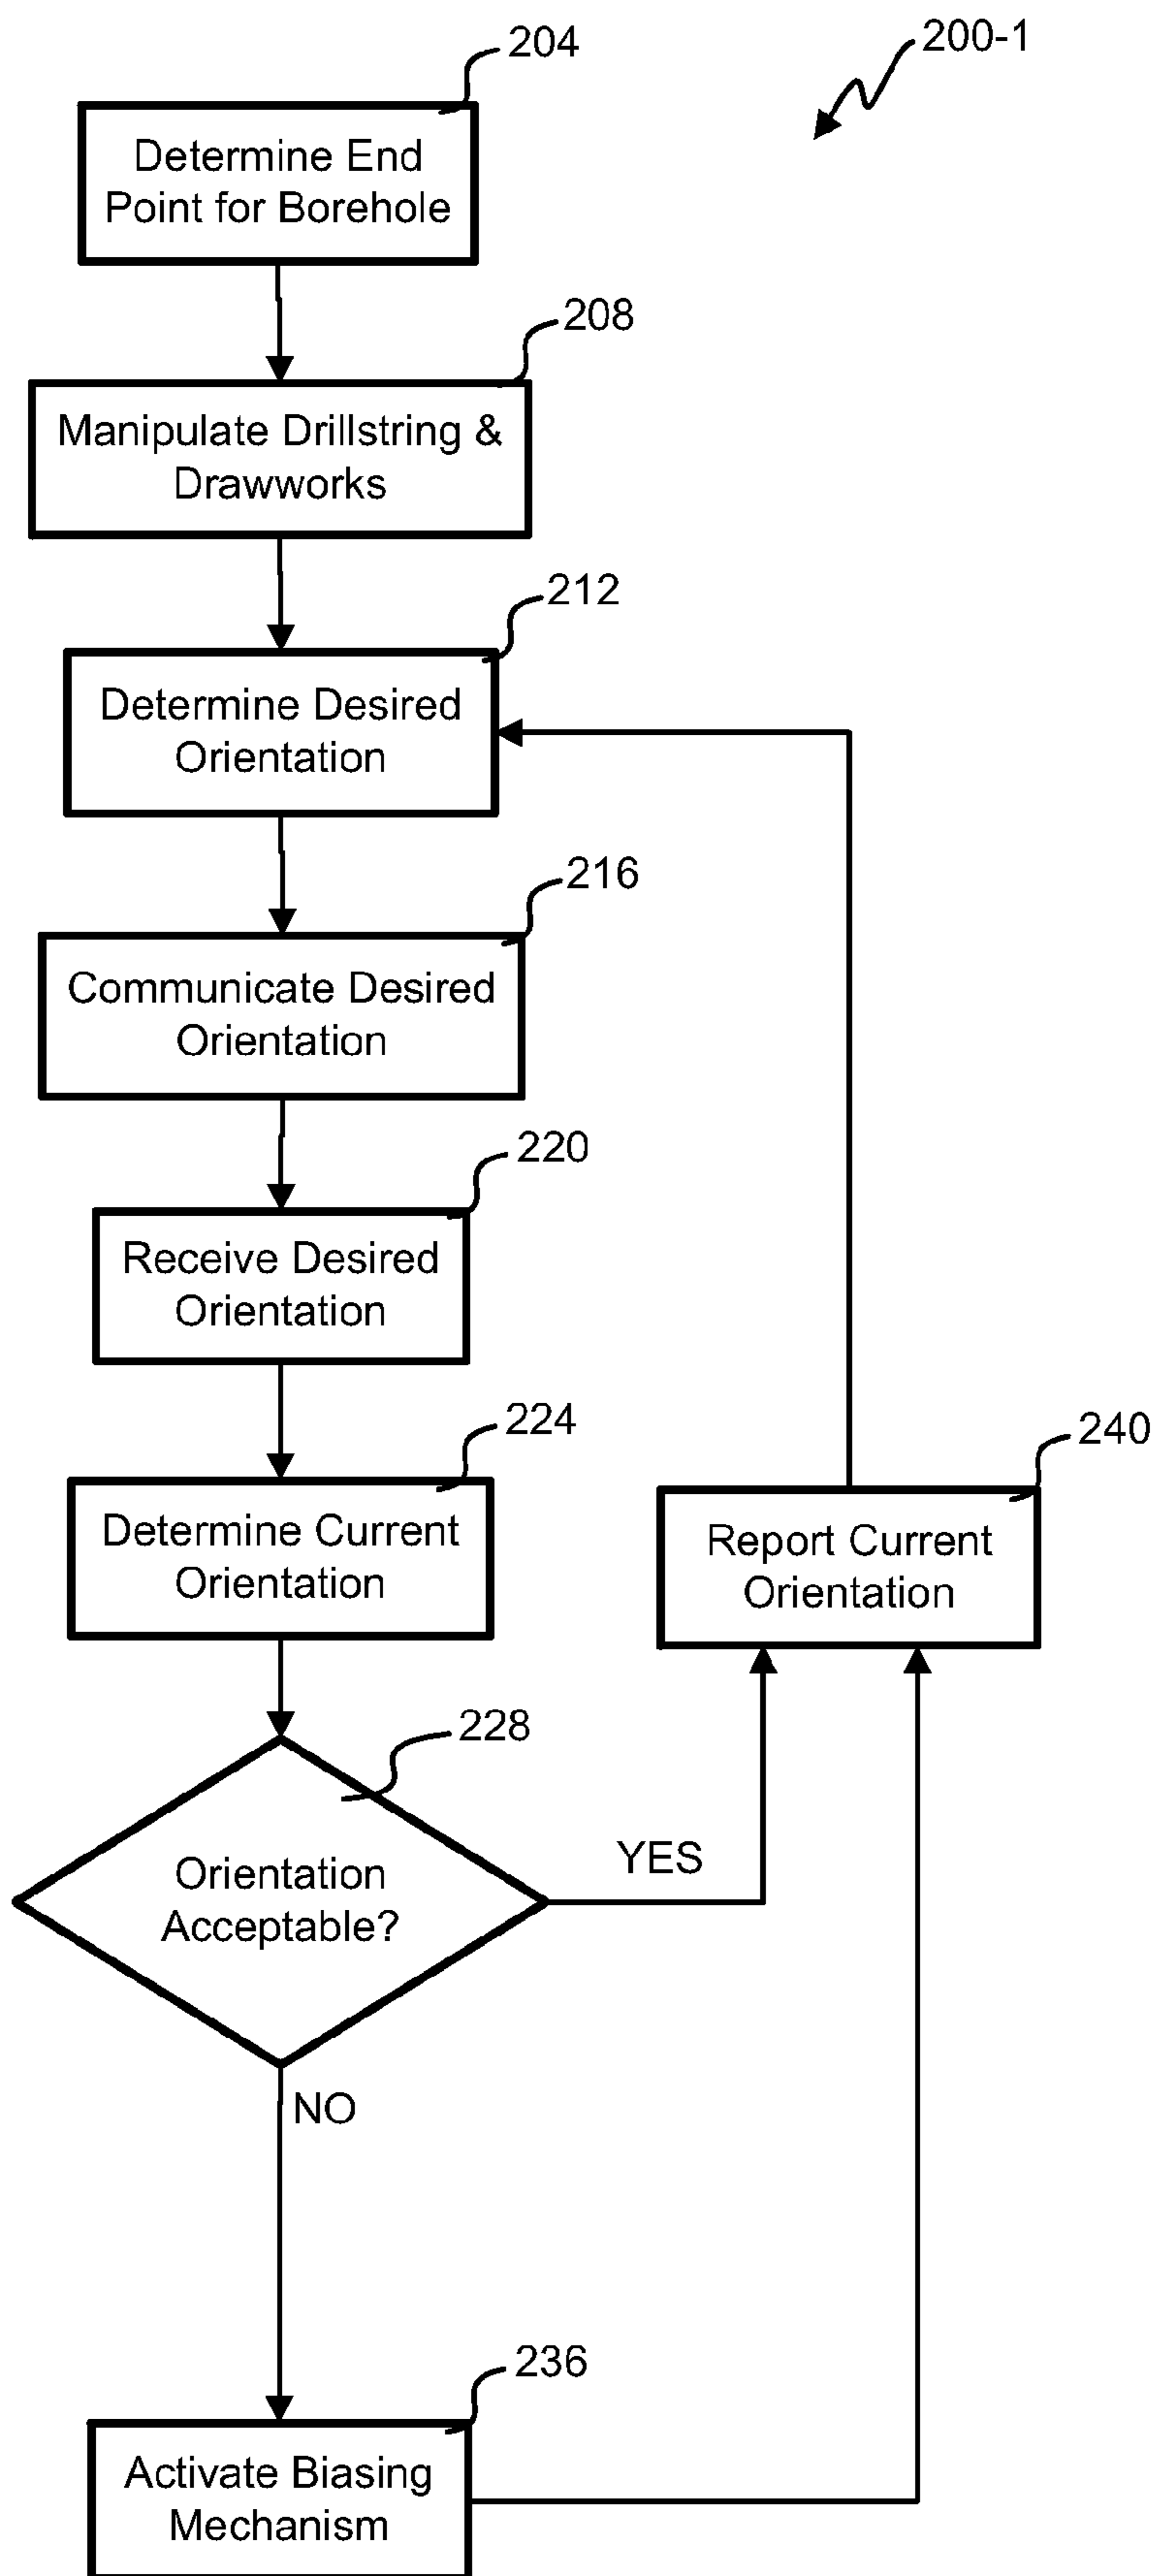 204
200-1
Determine End
Point for Borehole
208
Manipulate Drillstring &
Drawworks
212
Determine Desired
Orientation
216
Communicate Desired
Orientation
220
Receive Desired
Orientation
224
Determine Current
Orientation
240
Report Current
Orientation
228
Orientation
Acceptable?
YES
NO
236
Activate Biasing
Mechanism